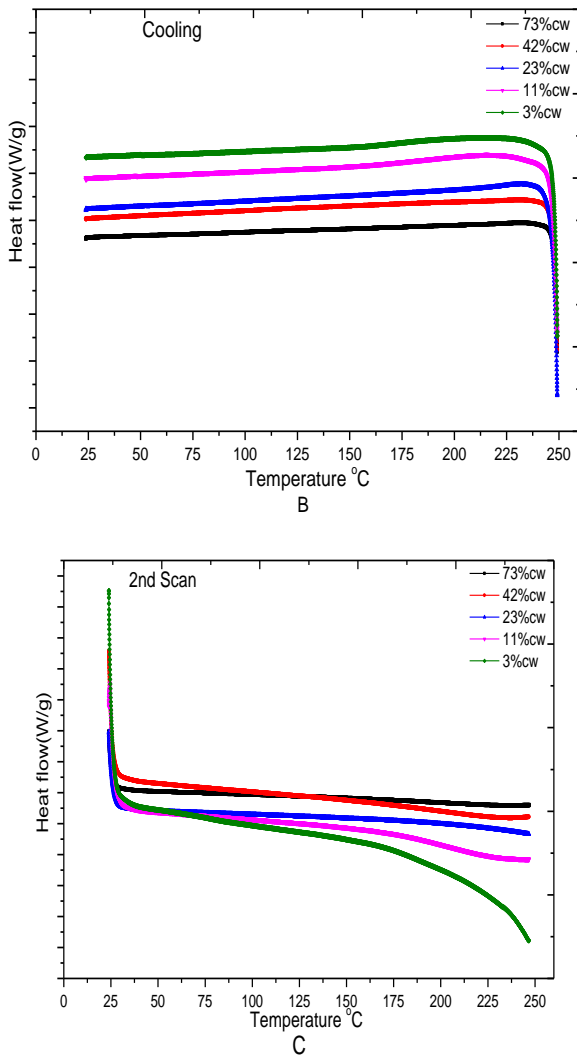 Cooling
73%cw
42%cw
23%cw
11%cw
3%cw
Heat flow(W/g)
0 25 50 75 100 125 150 175 200 225 250
Temperature °C
B
2nd Scan
73%cw
42%cw
23%cw
11%cw
3%cw
Heat flow(W/g)
0 25 50 75 100 125 150 175 200 225 250
Temperature °C
C